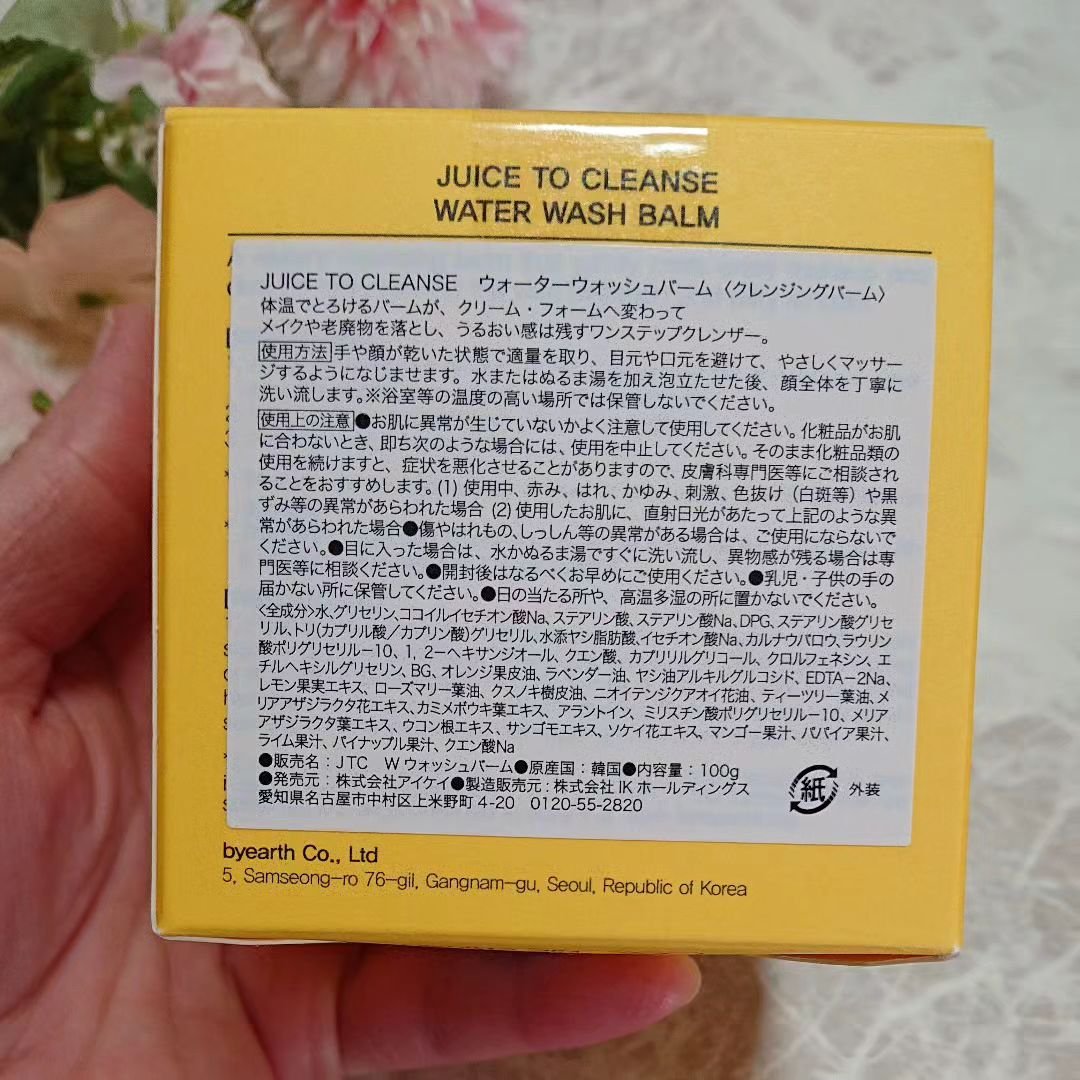 JUICE TO CLEANSE
WATER WASH BALM
JUICE TO CLEANSE ウォーターウォッシュバーム〈クレンジングバーム〉
体温でとろけるバームが、クリーム・フォームへ変わって
メイクや老廃物を落とし、うるおい感は残すワンステップクレンザー。
使用方法 手や顔が乾いた状態で適量を取り、目元や口元を避けて、やさしくマッサー
ジするようになじませます。水またはぬるま湯を加え泡立たせた後、顔全体を丁寧に
洗い流します。※浴室等の温度の高い場所では保管しないでください。
使用上の注意 ●お肌に異常が生じていないかよく注意して使用してください。化粧品がお肌
に合わないとき、即ち次のような場合には、使用を中止してください。そのまま化粧品類の
使用を続けますと、症状を悪化させることがありますので、皮膚科専門医等にご相談され
ることをおすすめします。(1) 使用中、赤み、はれ、かゆみ、刺激、色抜け（白斑等）や黒
ずみ等の異常があらわれた場合 (2) 使用したお肌に、直射日光があたって上記のような異
常があらわれた場合●傷やはれもの、しっしん等の異常がある場合は、ご使用にならないで
ください。●目に入った場合は、水かぬるま湯ですぐに洗い流し、異物感が残る場合は専
門医等に相談ください。●開封後はなるべくお早めにご使用ください。●乳児・子供の手の
届かない所に保管してください。●日の当たる所や、高温多湿の所に置かないでください。
〈全成分〉水、グリセリン、ココイルイセチオン酸Na、ステアリン酸、ステアリン酸Na、DPG、ステアリン酸グリセ
リル、トリ(カプリル酸／カプリン酸)グリセリル、水添ヤシ脂肪酸、イセチオン酸Na、カルナウバロウ、ラウリン
酸ポリグリセリル－10、1，2－ヘキサンジオール、クエン酸、カプリリルグリコール、クロルフェネシン、エ
チルヘキシルグリセリン、BG、オレンジ果皮油、ラベンダー油、ヤシ油アルキルグルコシド、EDTA－2Na、
レモン果実エキス、ローズマリー葉油、クスノキ樹皮油、ニオイテンジクアオイ花油、ティーツリー葉油、メ
リアアザジラクタ花エキス、カミメボウキ葉エキス、アラントイン、ミリスチン酸ポリグリセリル－10、メリア
アザジラクタ葉エキス、ウコン根エキス、サンゴモエキス、ソケイ花エキス、マンゴー果汁、パパイア果汁、
ライム果汁、パイナップル果汁、クエン酸Na
●販売名：JTC Wウォッシュバーム●原産国：韓国●内容量：100g
●発売元：株式会社アイケイ●製造販売元：株式会社 IK ホールディングス
愛知県名古屋市中村区上米野町 4-20 0120-55-2820
紙 外装
byearth Co., Ltd
5, Samseong-ro 76-gil, Gangnam-gu, Seoul, Republic of Korea